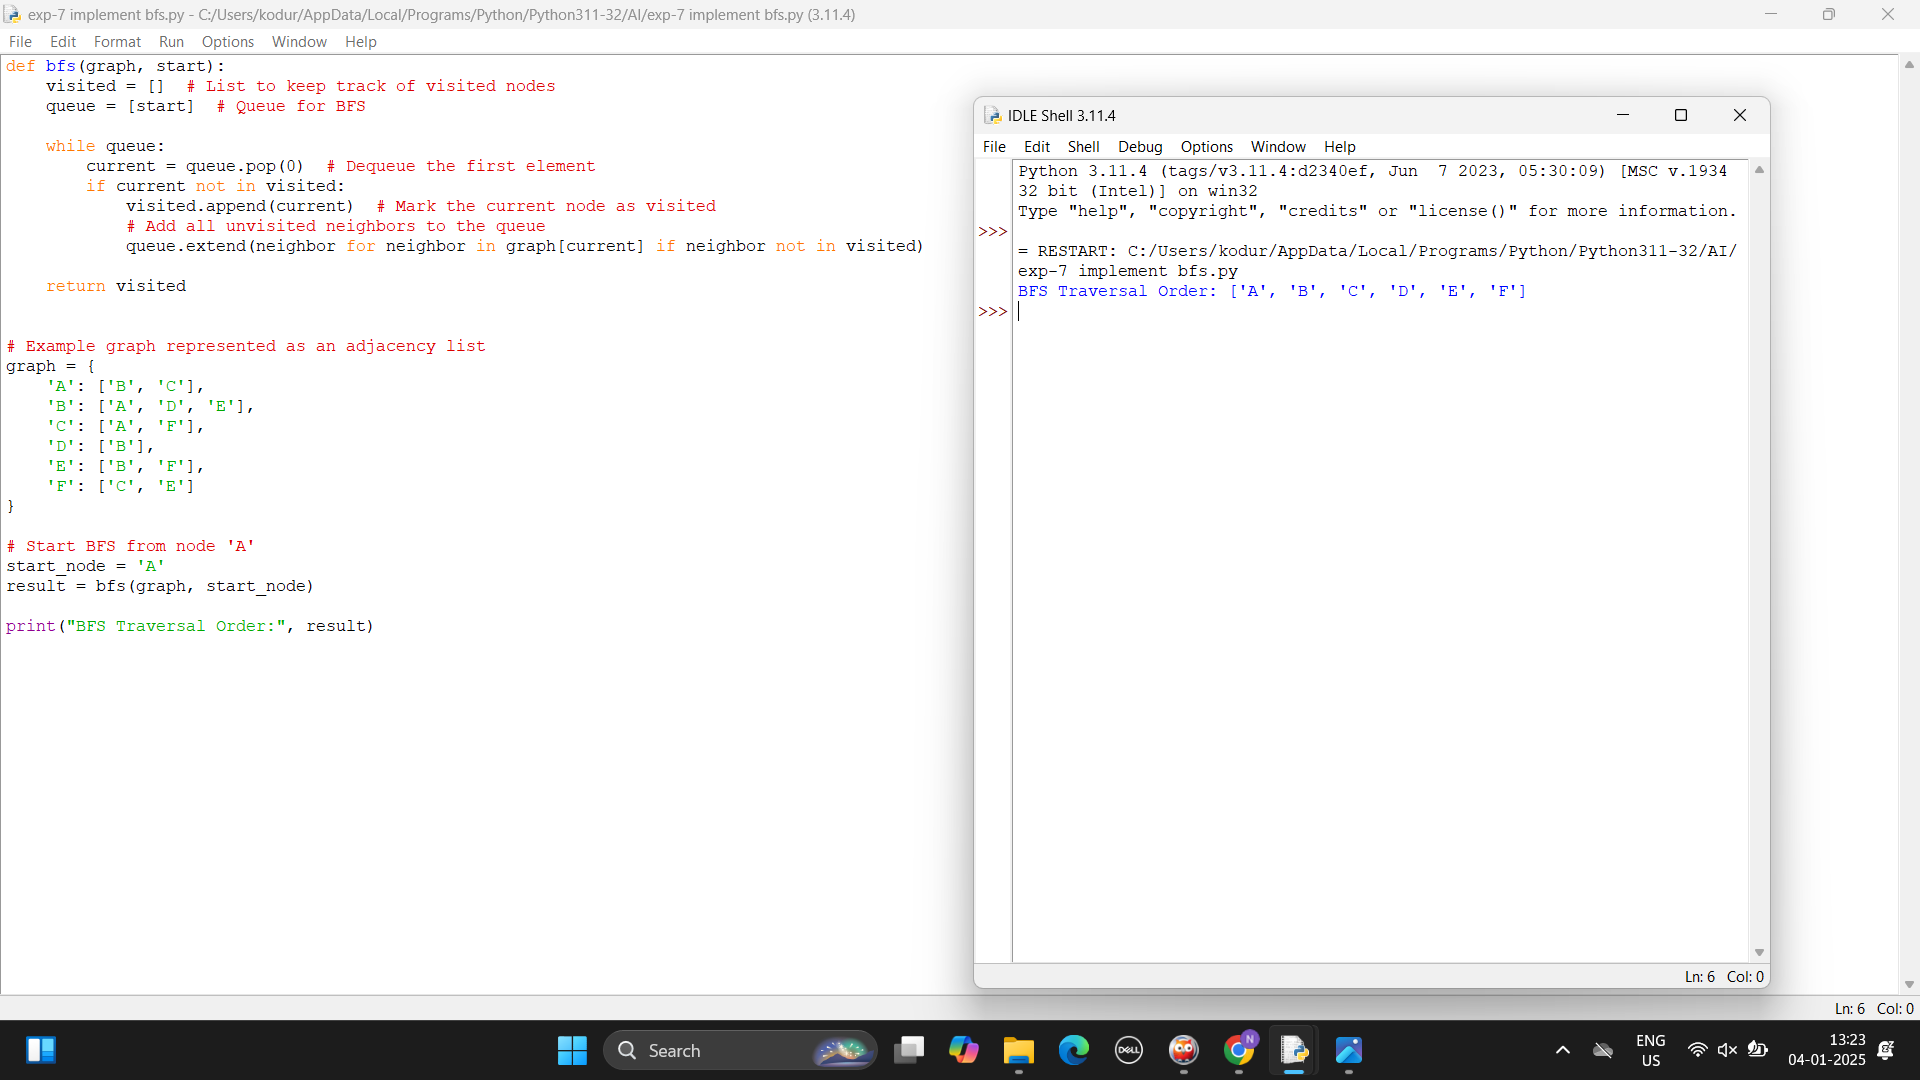 exp-7 implement bfs.py - C:/Users/kodur/AppData/Local/Programs/Python/Python311-32/AI/exp-7 implement bfs.py (3.11.4)
File Edit Format Run Options Window Help
def bfs(graph, start):
    visited = []  # List to keep track of visited nodes
    queue = [start]  # Queue for BFS
    while queue:
        current = queue.pop(0)  # Dequeue the first element
        if current not in visited:
            visited.append(current)  # Mark the current node as visited
            # Add all unvisited neighbors to the queue
            queue.extend(neighbor for neighbor in graph[current] if neighbor not in visited)
    return visited
# Example graph represented as an adjacency list
graph = {
    'A': ['B', 'C'],
    'B': ['A', 'D', 'E'],
    'C': ['A', 'F'],
    'D': ['B'],
    'E': ['B', 'F'],
    'F': ['C', 'E']
}
# Start BFS from node 'A'
start_node = 'A'
result = bfs(graph, start_node)
print("BFS Traversal Order:", result)
IDLE Shell 3.11.4
File Edit Shell Debug Options Window Help
Python 3.11.4 (tags/v3.11.4:d2340ef, Jun  7 2023, 05:30:09) [MSC v.1934
32 bit (Intel)] on win32
Type "help", "copyright", "credits" or "license()" for more information.
>>>
= RESTART: C:/Users/kodur/AppData/Local/Programs/Python/Python311-32/AI/
exp-7 implement bfs.py
BFS Traversal Order: ['A', 'B', 'C', 'D', 'E', 'F']
>>>
Ln: 6 Col: 0
Ln: 6 Col: 0
Search
DELL
N
ENG
US
13:23
04-01-2025